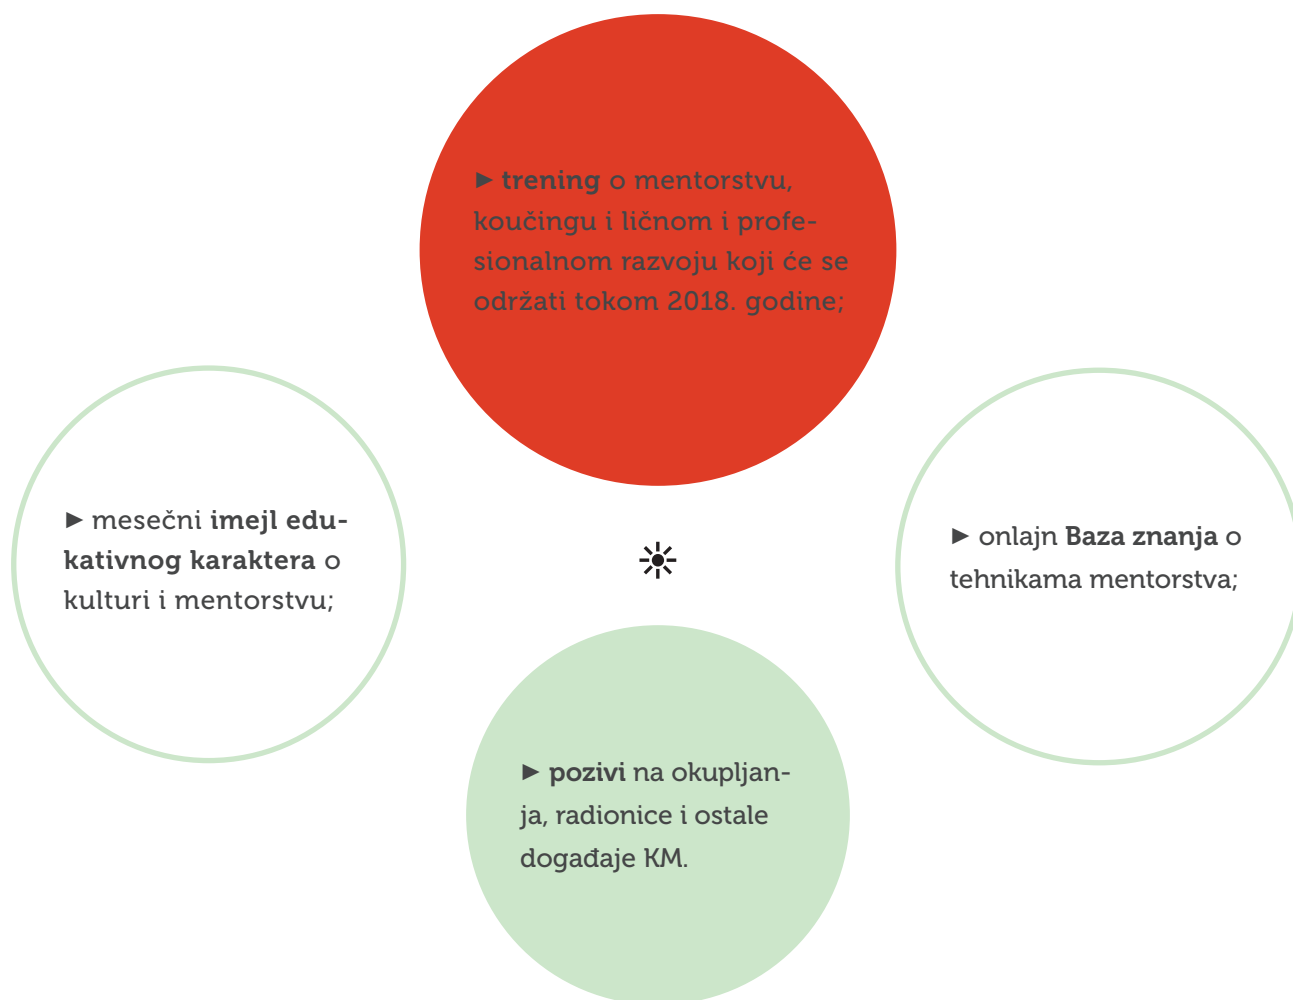 ► trening o mentorstvu,
koučingu i ličnom i profe-
sionalnom razvoju koji će se
održati tokom 2018. godine;
► mesečni imejl edu-
kativnog karaktera o
kulturi i mentorstvu;
► onlajn Baza znanja o
tehnikama mentorstva;
► pozivi na okupljan-
ja, radionice i ostale
događaje KM.